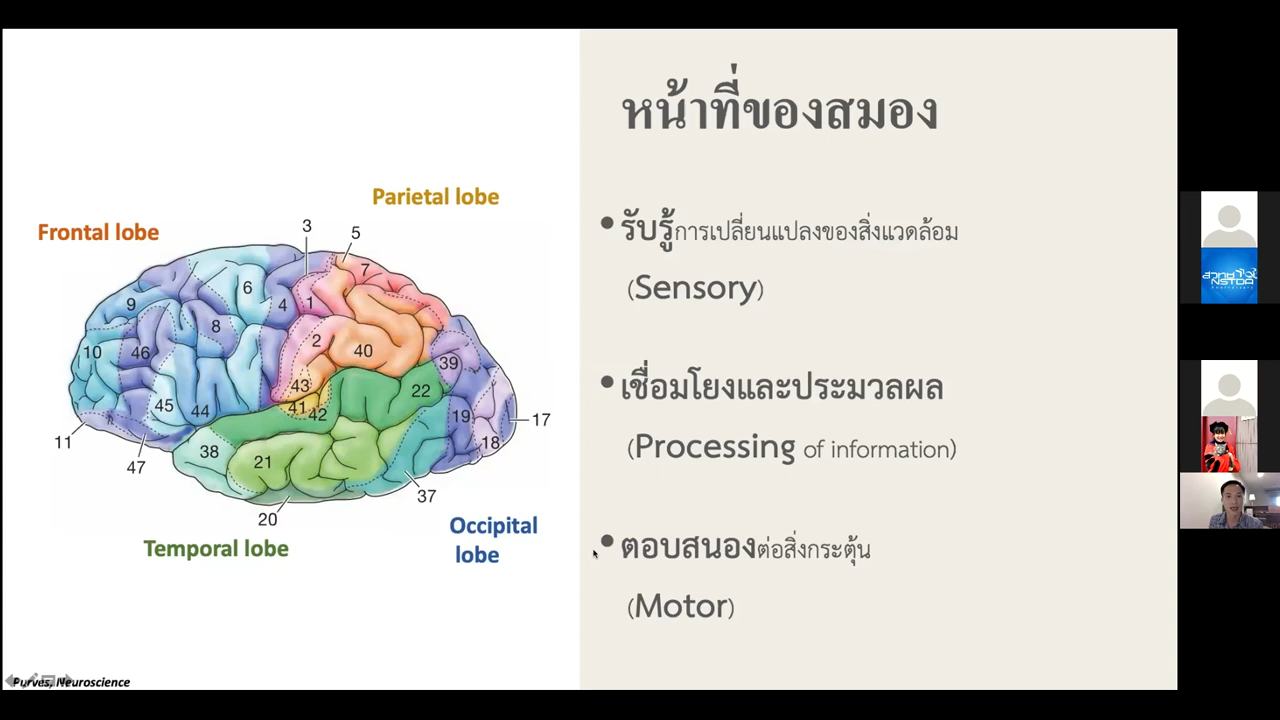 หน้าที่ของสมอง
Parietal lobe
Frontal lobe
3
5
7
6
4
1
9
8
2
10
46
40
39
43
22
45
44
41
42
19
17
11
18
38
47
21
37
20
Occipital
lobe
Temporal lobe
•รับรู้การเปลี่ยนแปลงของสิ่งแวดล้อม
(Sensory)
•เชื่อมโยงและประมวลผล
(Processing of information)
•ตอบสนองต่อสิ่งกระตุ้น
(Motor)
Purves, Neuroscience
สวทช
NSTDA